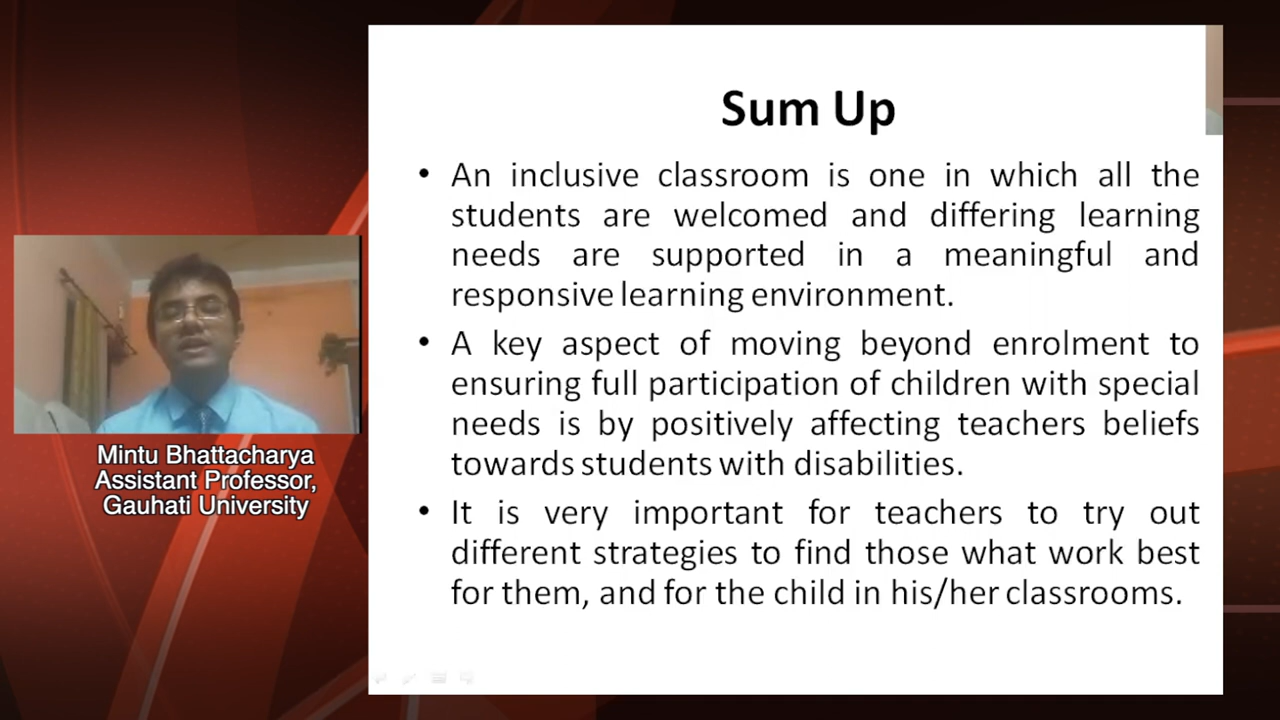 Sum Up
• An inclusive classroom is one in which all the
students are welcomed and differing learning
needs are supported in a meaningful and
responsive learning environment.
• A key aspect of moving beyond enrolment to
ensuring full participation of children with special
needs is by positively affecting teachers beliefs
towards students with disabilities.
• It is very important for teachers to try out
different strategies to find those what work best
for them, and for the child in his/her classrooms.
Mintu Bhattacharya
Assistant Professor,
Gauhati University